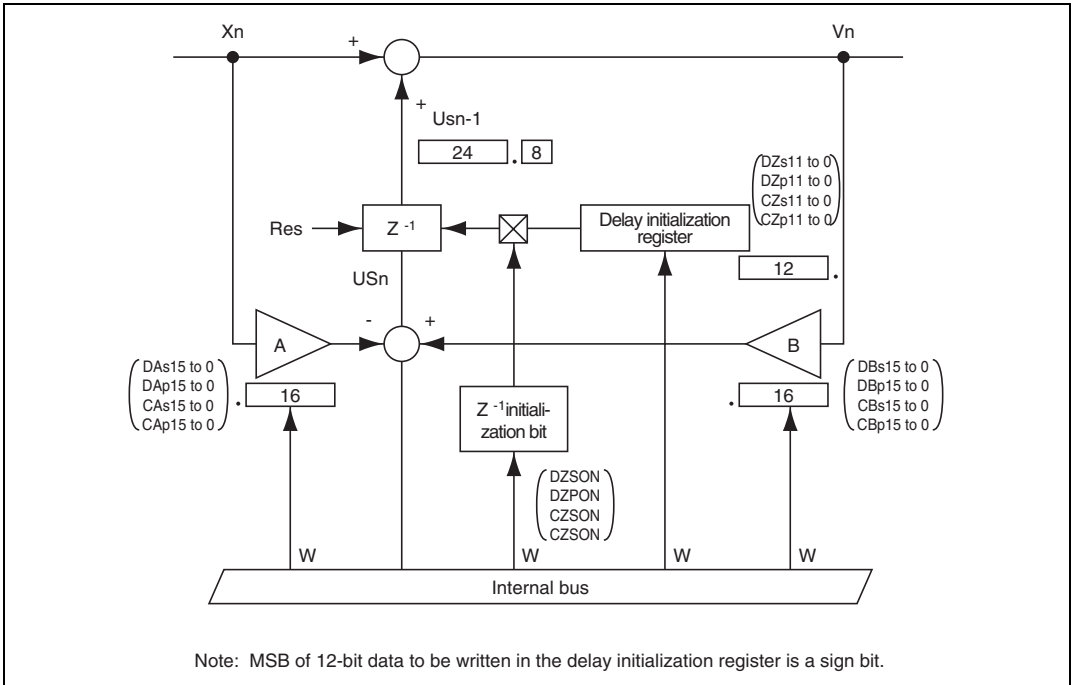 Xn
Vn
+
+
Usn-1
24 . 8
DZs11 to 0
DZp11 to 0
CZs11 to 0
CZp11 to 0
Res
Z -1
Delay initialization
register
12 .
USn
-
+
A
B
DAs15 to 0
DAp15 to 0
CAs15 to 0
CAp15 to 0
. 16
Z -1 initiali-
zation bit
. 16
DBs15 to 0
DBp15 to 0
CBs15 to 0
CBp15 to 0
DZSON
DZPON
CZSON
CZSON
W
W
W
W
Internal bus
Note: MSB of 12-bit data to be written in the delay initialization register is a sign bit.